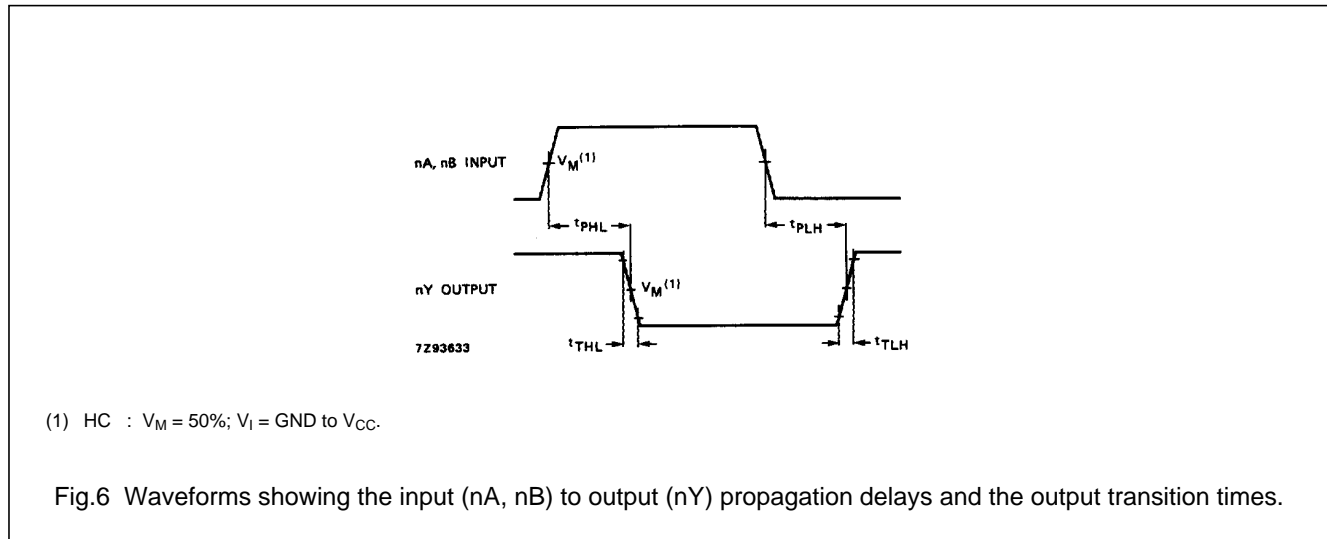 nA, nB INPUT
VM(1)
tPHL
tPLH
nY OUTPUT
VM(1)
7Z93633
tTHL
tTLH
(1) HC : VM = 50%; VI = GND to VCC.
Fig.6 Waveforms showing the input (nA, nB) to output (nY) propagation delays and the output transition times.